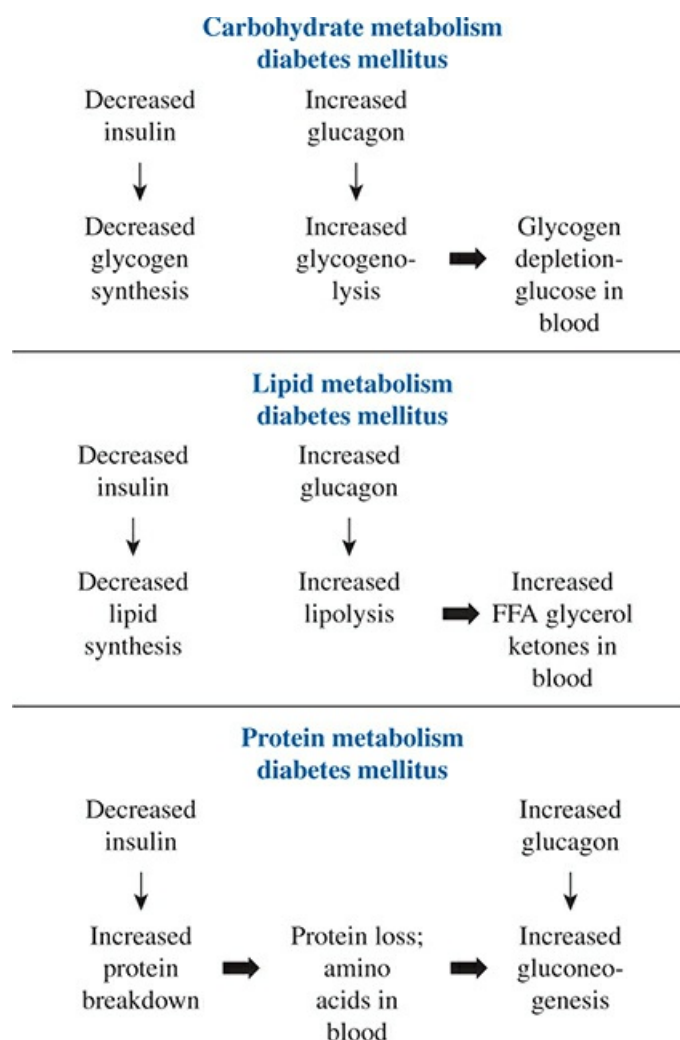 Carbohydrate metabolism
diabetes mellitus
Decreased
insulin
Increased
glucagon
Decreased
glycogen
synthesis
Increased
glycogeno-
lysis
Glycogen
depletion-
glucose in
blood
Lipid metabolism
diabetes mellitus
Decreased
insulin
Increased
glucagon
Decreased
lipid
synthesis
Increased
lipolysis
Increased
FFA glycerol
ketones in
blood
Protein metabolism
diabetes mellitus
Decreased
insulin
Increased
glucagon
Increased
protein
breakdown
Protein loss;
amino
acids in
blood
Increased
gluconeo-
genesis